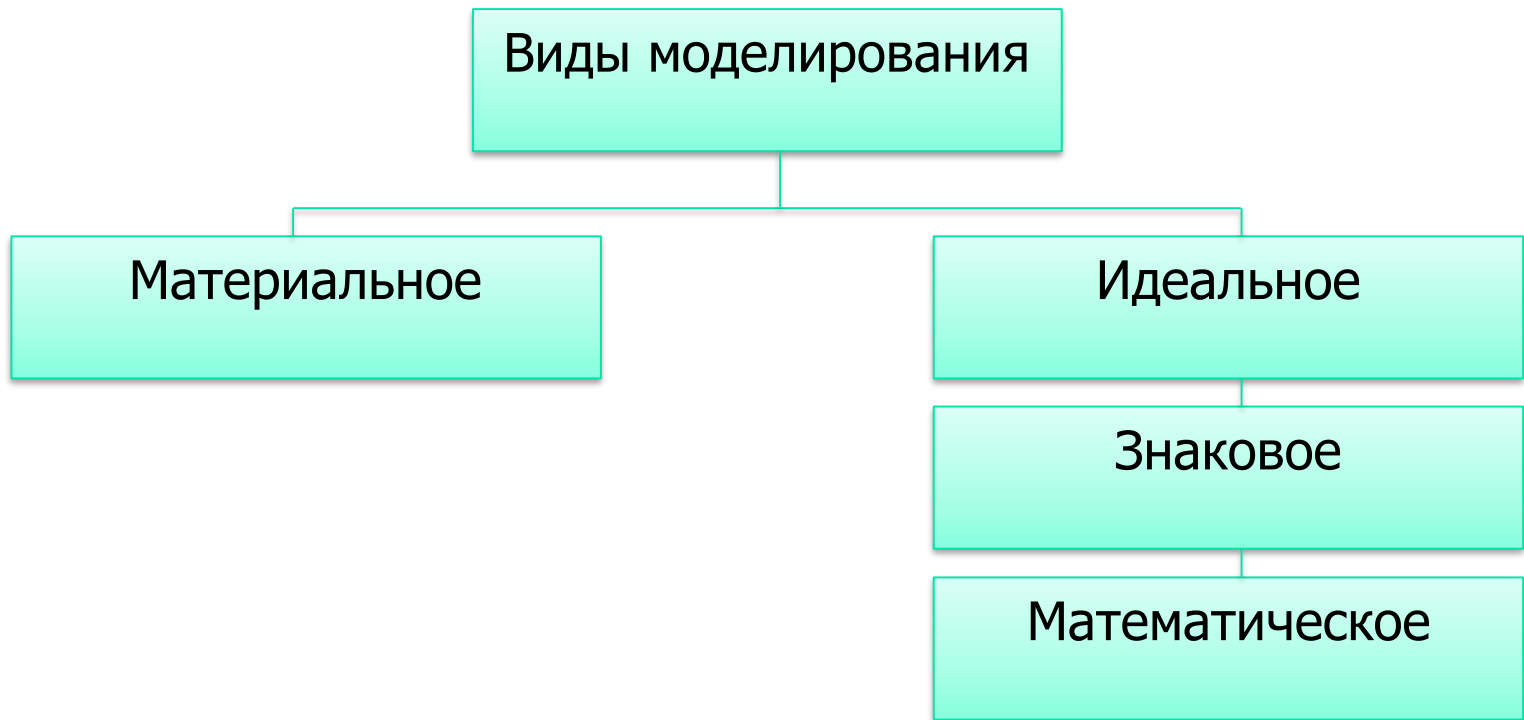 Виды моделирования
Материальное
Идеальное
Знаковое
Математическое